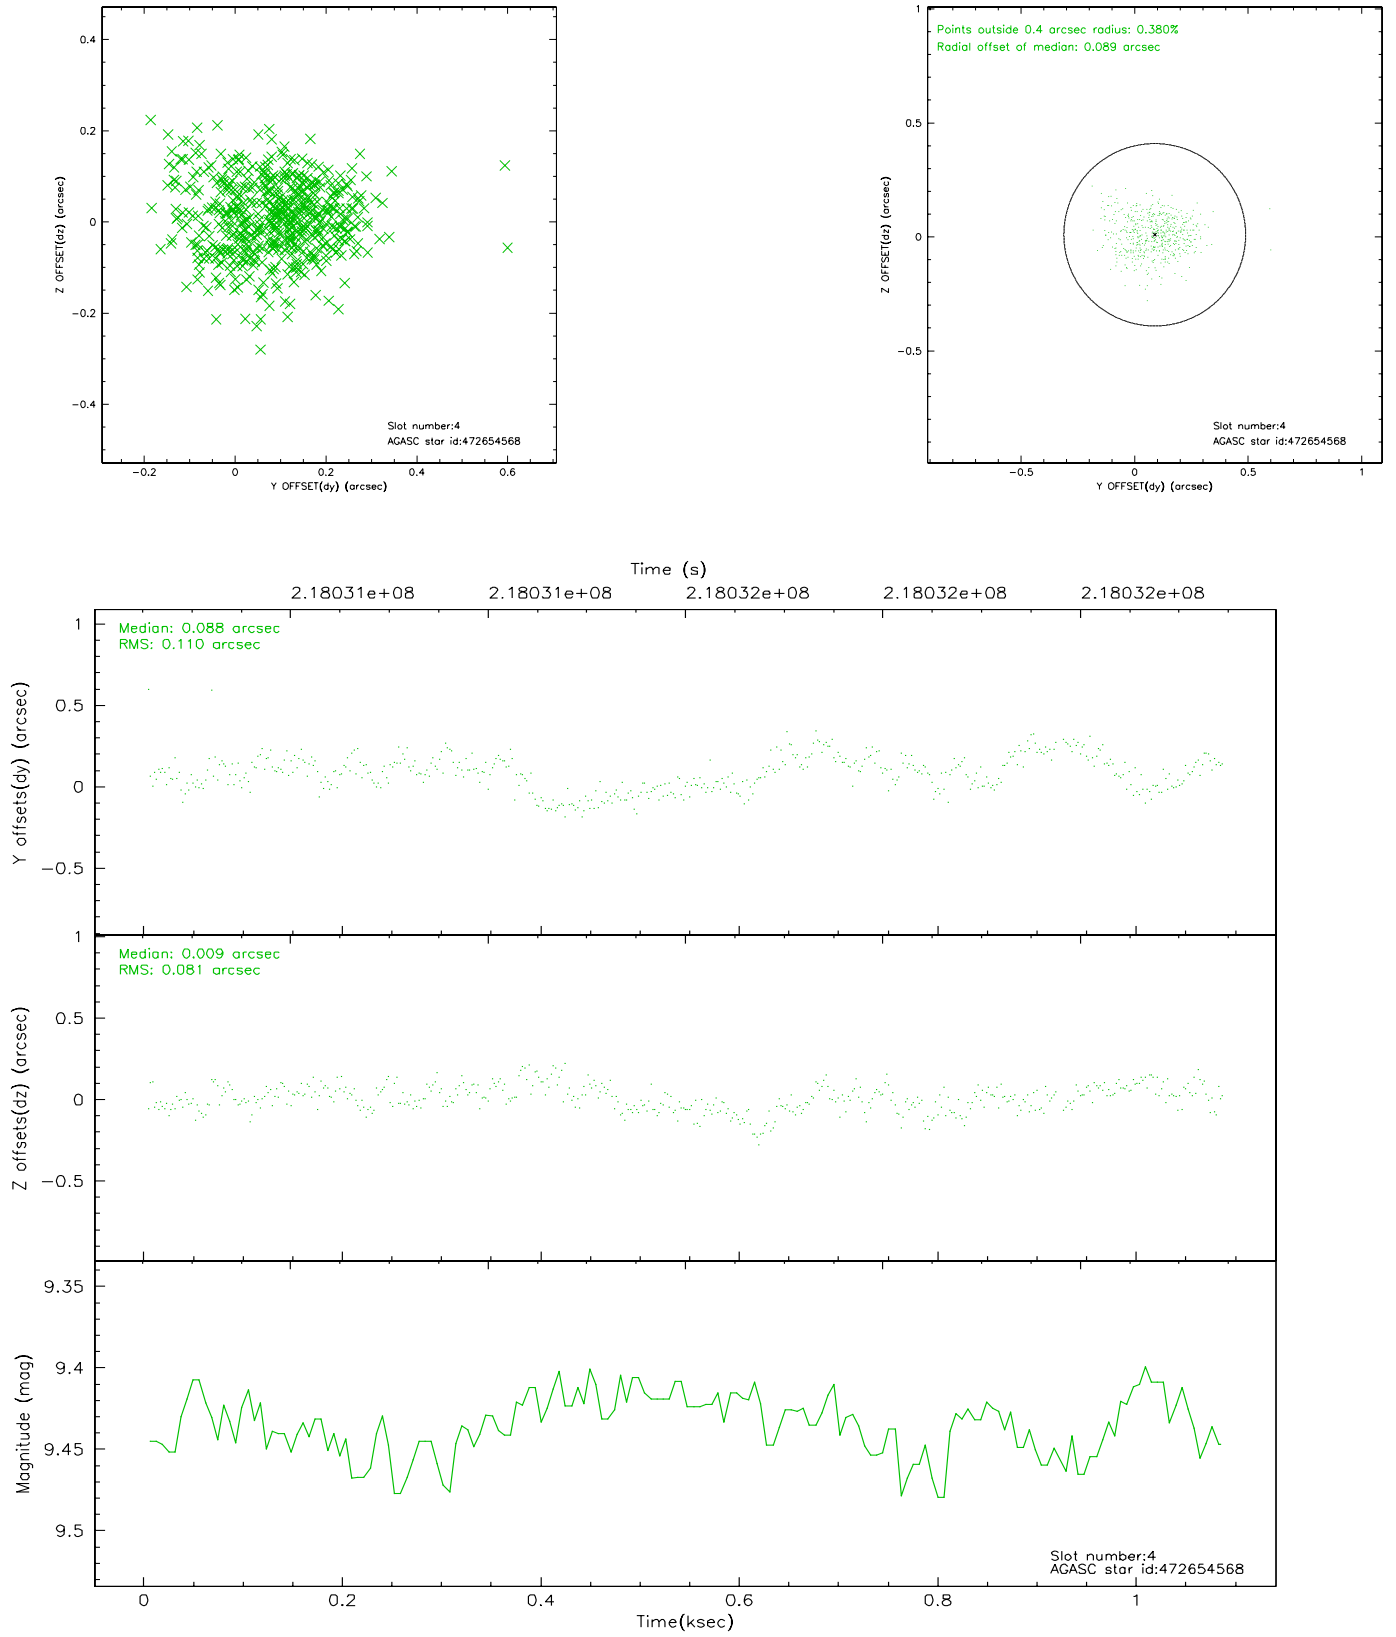 0.4
0.2
0
−0.2
−0.4
Z OFFSET(dz) (arcsec)
Slot number:4
AGASC star id:472654568
−0.2 0 0.2 0.4 0.6
Y OFFSET(dy) (arcsec)
Points outside 0.4 arcsec radius: 0.380%
Radial offset of median: 0.089 arcsec
1
0.5
0
−0.5
Z OFFSET(dz) (arcsec)
Slot number:4
AGASC star id:472654568
−0.5 0 0.5 1
Y OFFSET(dy) (arcsec)
Time (s)
2.18031e+08 2.18031e+08 2.18032e+08 2.18032e+08 2.18032e+08
Median: 0.088 arcsec
RMS: 0.110 arcsec
1
0.5
0
−0.5
Y offsets(dy) (arcsec)
Median: 0.009 arcsec
RMS: 0.081 arcsec
1
0.5
0
−0.5
Z offsets(dz) (arcsec)
9.35
9.4
9.45
9.5
Magnitude (mag)
Slot number:4
AGASC star id:472654568
0 0.2 0.4 0.6 0.8 1
Time(ksec)